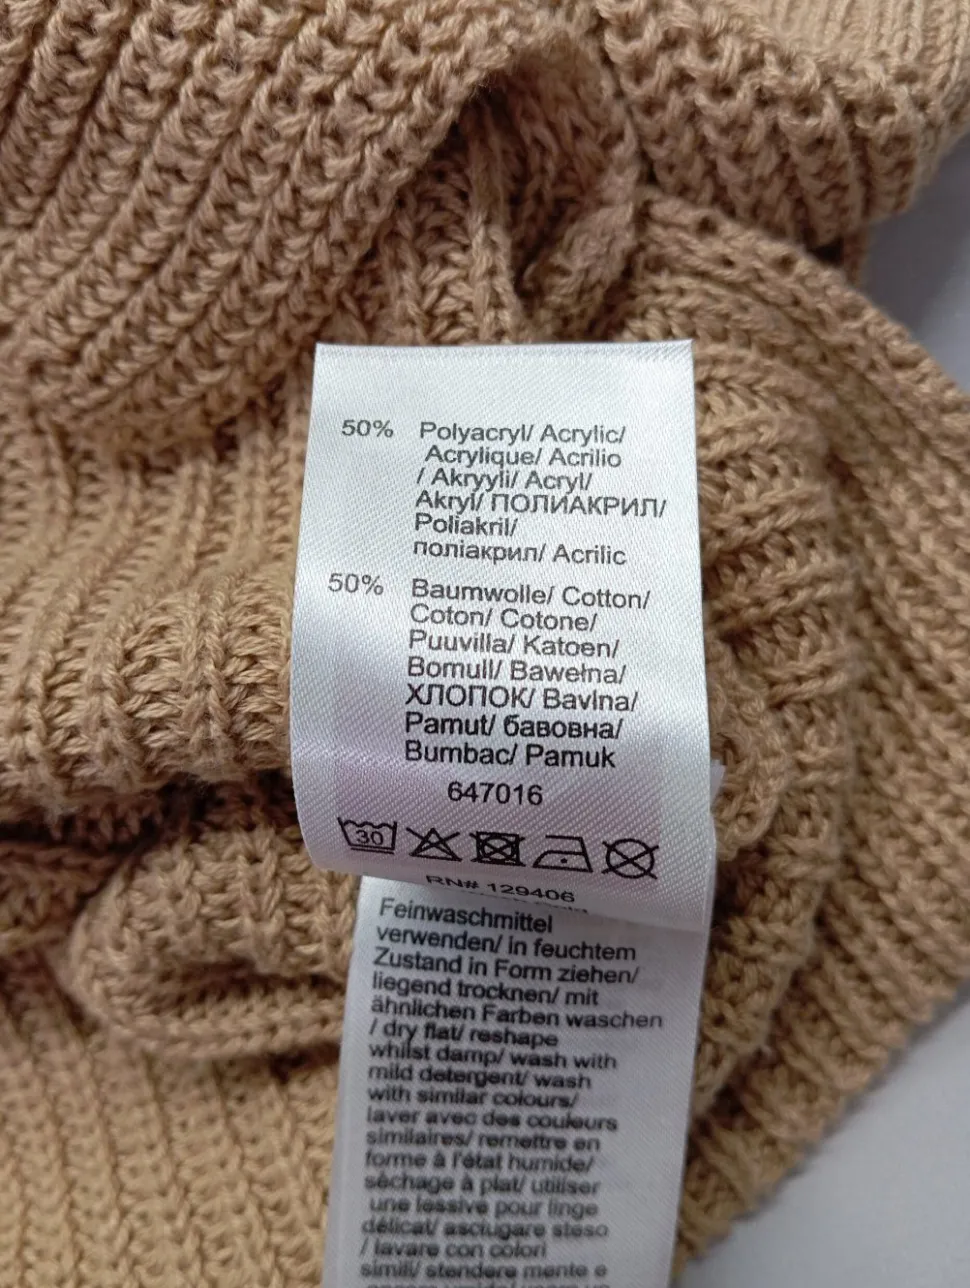 50% Polyacryl/ Acrylic/
Acrylique/ Acrilio
/ Akryyli/ Acryl/
Akryl/ ПОЛИАКРИЛ/
Poliakril/
поліакрил/ Acrilic
50% Baumwolle/ Cotton/
Coton/ Cotone/
Puuvilla/ Katoen/
Bomull/ Bawełna/
ХЛОПОК/ Bavlna/
Pamut/ бавовна/
Bumbac/ Pamuk
647016
30
RN# 129406
Feinwaschmittel
verwenden/ in feuchtem
Zustand in Form ziehen/
liegend trocknen/ mit
ähnlichen Farben waschen
/ dry flat/ reshape
whilst damp/ wash with
mild detergent/ wash
with similar colours/
laver avec des couleurs
similaires/ remettre en
forme à l'état humide/
séchage à plat/ utiliser
une lessive pour linge
délicat/ asciugare steso
/ lavare con colori
simili/ stendere mente e